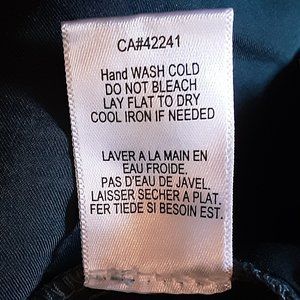 CA#42241
Hand WASH COLD
DO NOT BLEACH
LAY FLAT TO DRY
COOL IRON IF NEEDED
LAVER A LA MAIN EN
EAU FROIDE.
PAS D'EAU DE JAVEL.
LAISSER SECHER A PLAT.
FER TIEDE SI BESOIN EST.